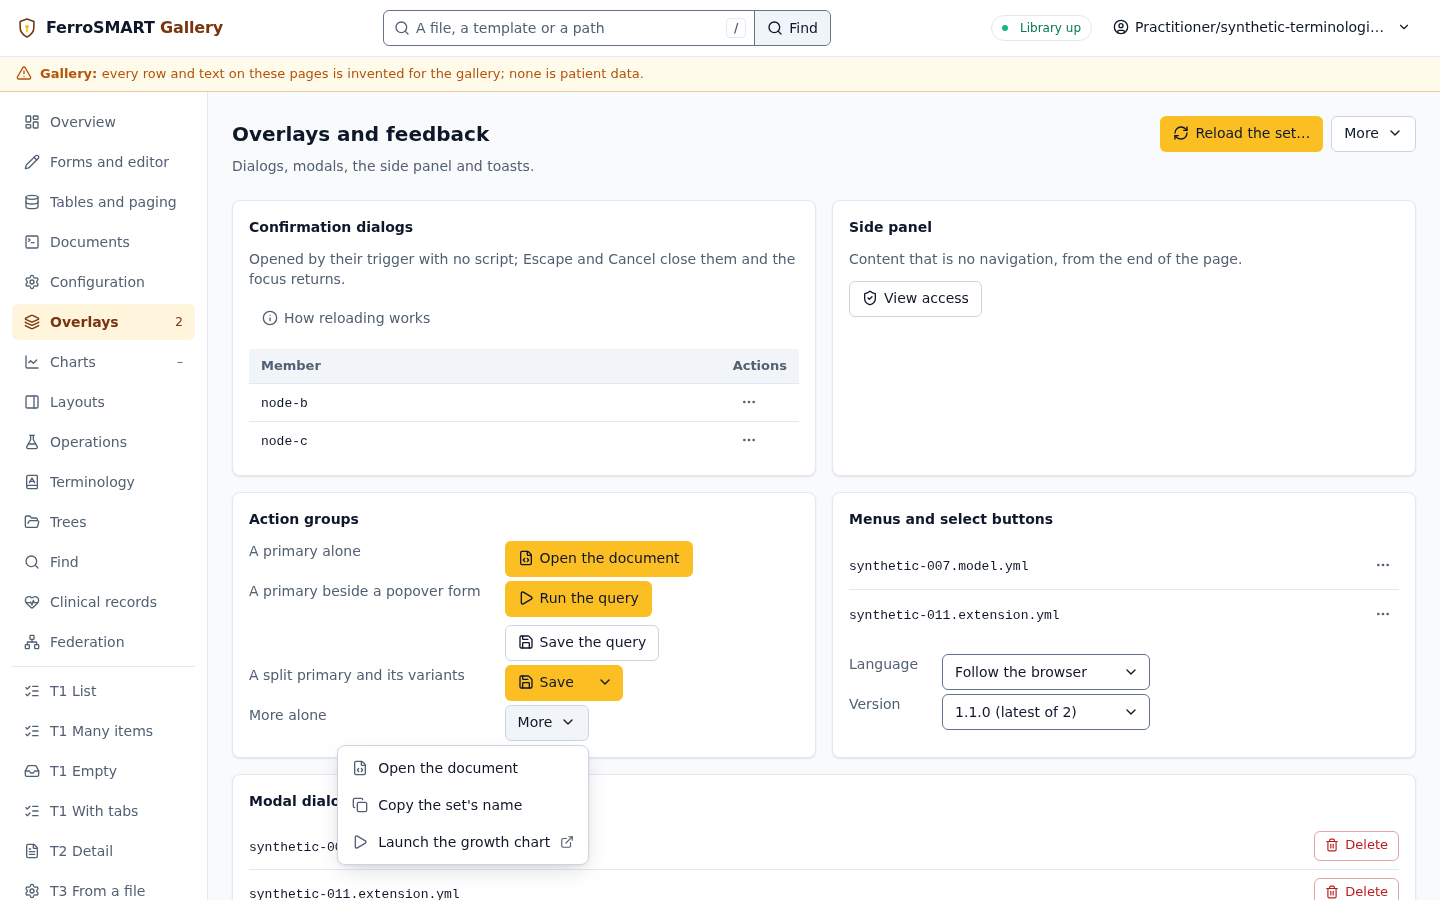 FerroSMART Gallery
A file, a template or a path
/
Find
Library up
Practitioner/synthetic-terminologi…
Gallery: every row and text on these pages is invented for the gallery; none is patient data.
Overview
Forms and editor
Tables and paging
Documents
Configuration
Overlays 2
Charts –
Layouts
Operations
Terminology
Trees
Find
Clinical records
Federation
T1 List
T1 Many items
T1 Empty
T1 With tabs
T2 Detail
T3 From a file
Overlays and feedback
Dialogs, modals, the side panel and toasts.
Reload the set…
More
Confirmation dialogs
Opened by their trigger with no script; Escape and Cancel close them and the
focus returns.
How reloading works
Member Actions
node-b
node-c
Side panel
Content that is no navigation, from the end of the page.
View access
Action groups
A primary alone
Open the document
A primary beside a popover form
Run the query
Save the query
A split primary and its variants
Save
More alone
More
Open the document
Copy the set's name
Launch the growth chart
Menus and select buttons
synthetic-007.model.yml
synthetic-011.extension.yml
Language
Follow the browser
Version
1.1.0 (latest of 2)
Delete
synthetic-011.extension.yml
Delete